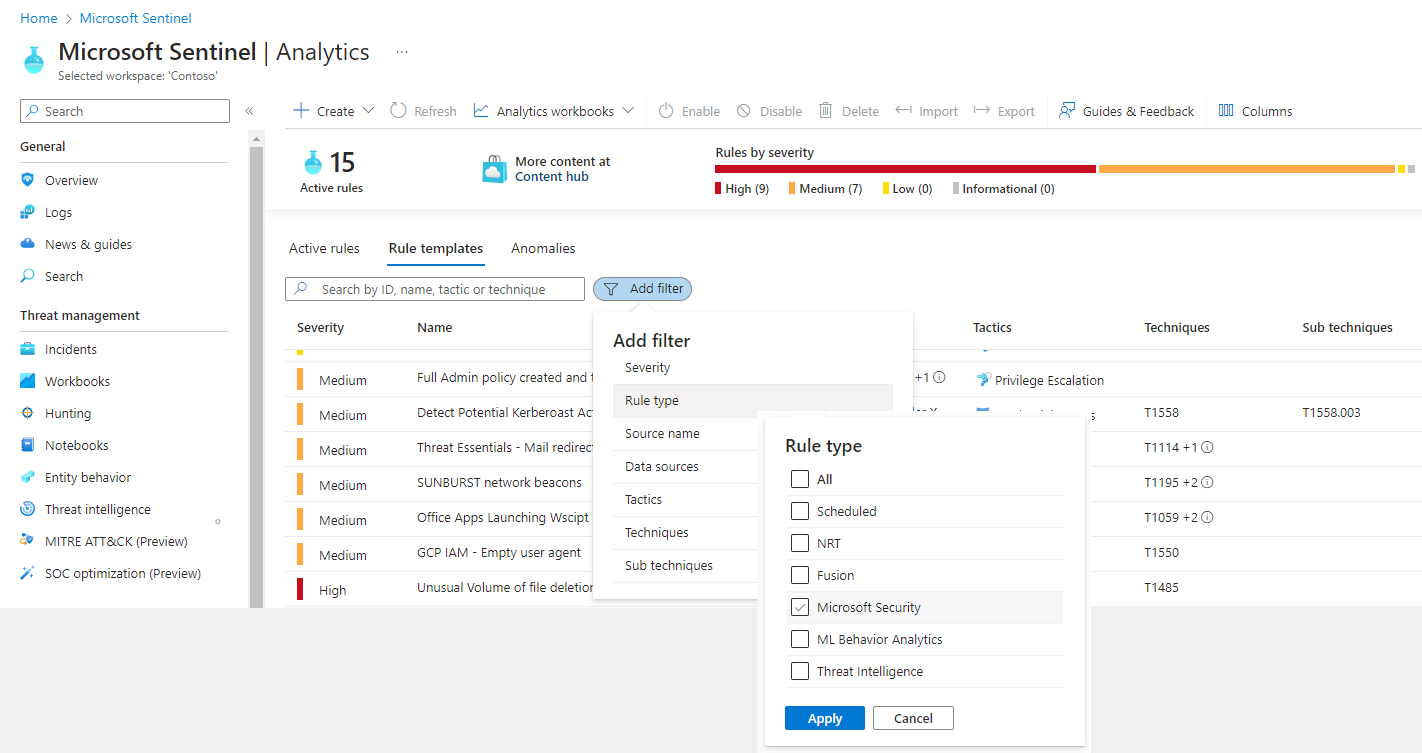 Home > Microsoft Sentinel
Microsoft Sentinel | Analytics ...
Selected workspace: 'Contoso'
Search «
Create Refresh Analytics workbooks Enable Disable Delete Import Export Guides & Feedback Columns
General
Overview
Logs
News & guides
Search
Threat management
Incidents
Workbooks
Hunting
Notebooks
Entity behavior
Threat intelligence
MITRE ATT&CK (Preview)
SOC optimization (Preview)
15
Active rules
More content at
Content hub
Rules by severity
High (9) Medium (7) Low (0) Informational (0)
Active rules Rule templates Anomalies
Search by ID, name, tactic or technique Add filter
Severity Name Tactics Techniques Sub techniques
Medium Full Admin policy created and +1 Privilege Escalation
Medium Detect Potential Kerberoast T1558 T1558.003
Medium Threat Essentials - Mail redirect T1114 +1
Medium SUNBURST network beacons T1195 +2
Medium Office Apps Launching Wscipt T1059 +2
Medium GCP IAM - Empty user agent T1550
High Unusual Volume of file deletion T1485
Add filter
Severity
Rule type
Source name
Data sources
Tactics
Techniques
Sub techniques
Rule type
All
Scheduled
NRT
Fusion
Microsoft Security
ML Behavior Analytics
Threat Intelligence
Apply Cancel